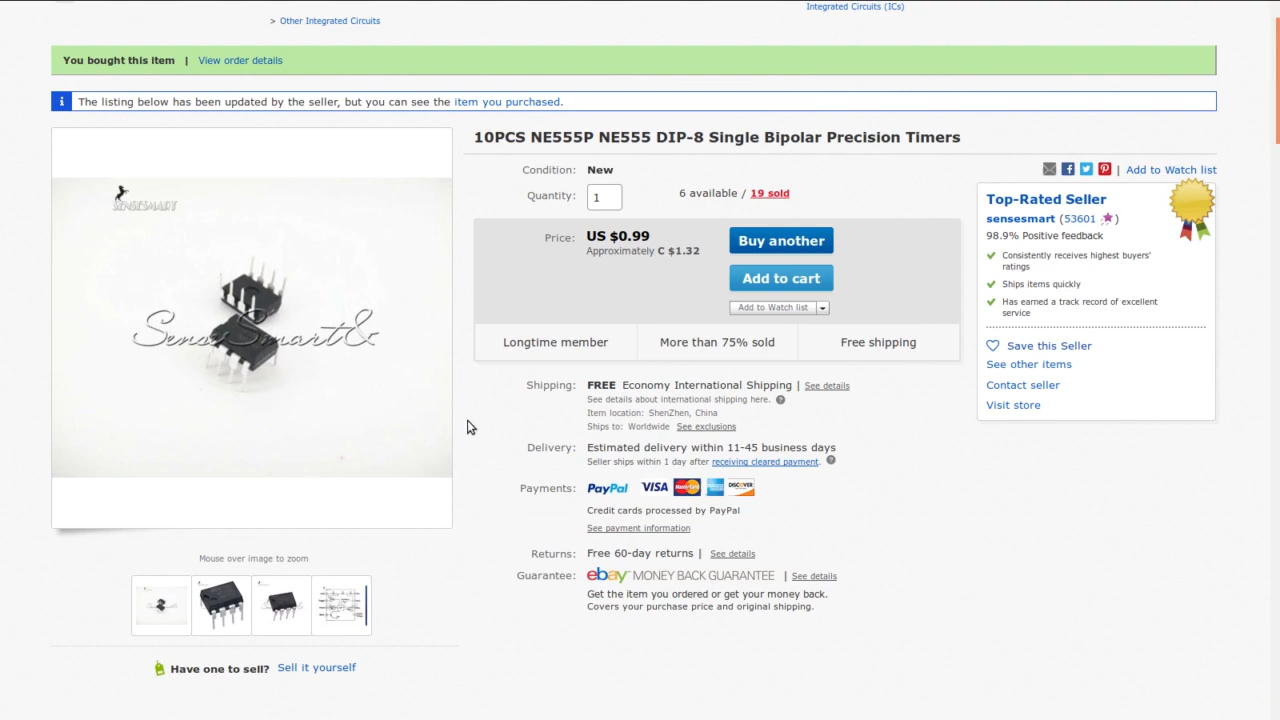 Integrated Circuits (ICs)
> Other Integrated Circuits
You bought this item | View order details
i The listing below has been updated by the seller, but you can see the item you purchased.
10PCS NE555P NE555 DIP-8 Single Bipolar Precision Timers
Condition: New
| Add to Watch list
Quantity: 1 6 available / 19 sold
Price: US $0.99
Approximately C $1.32
Buy another
Add to cart
Add to Watch list
Longtime member More than 75% sold Free shipping
Shipping: FREE Economy International Shipping | See details
See details about international shipping here. ?
Item location: ShenZhen, China
Ships to: Worldwide See exclusions
Delivery: Estimated delivery within 11-45 business days
Seller ships within 1 day after receiving cleared payment. ?
Payments: PayPal VISA MasterCard DISCOVER
Credit cards processed by PayPal
See payment information
Returns: Free 60-day returns | See details
Guarantee: ebay MONEY BACK GUARANTEE | See details
Get the item you ordered or get your money back.
Covers your purchase price and original shipping.
Top-Rated Seller
sensesmart (53601 )
98.9% Positive feedback
Consistently receives highest buyers'
ratings
Ships items quickly
Has earned a track record of excellent
service
Save this Seller
See other items
Contact seller
Visit store
SENSESMART
SenseSmart&
Mouse over image to zoom
Have one to sell? Sell it yourself